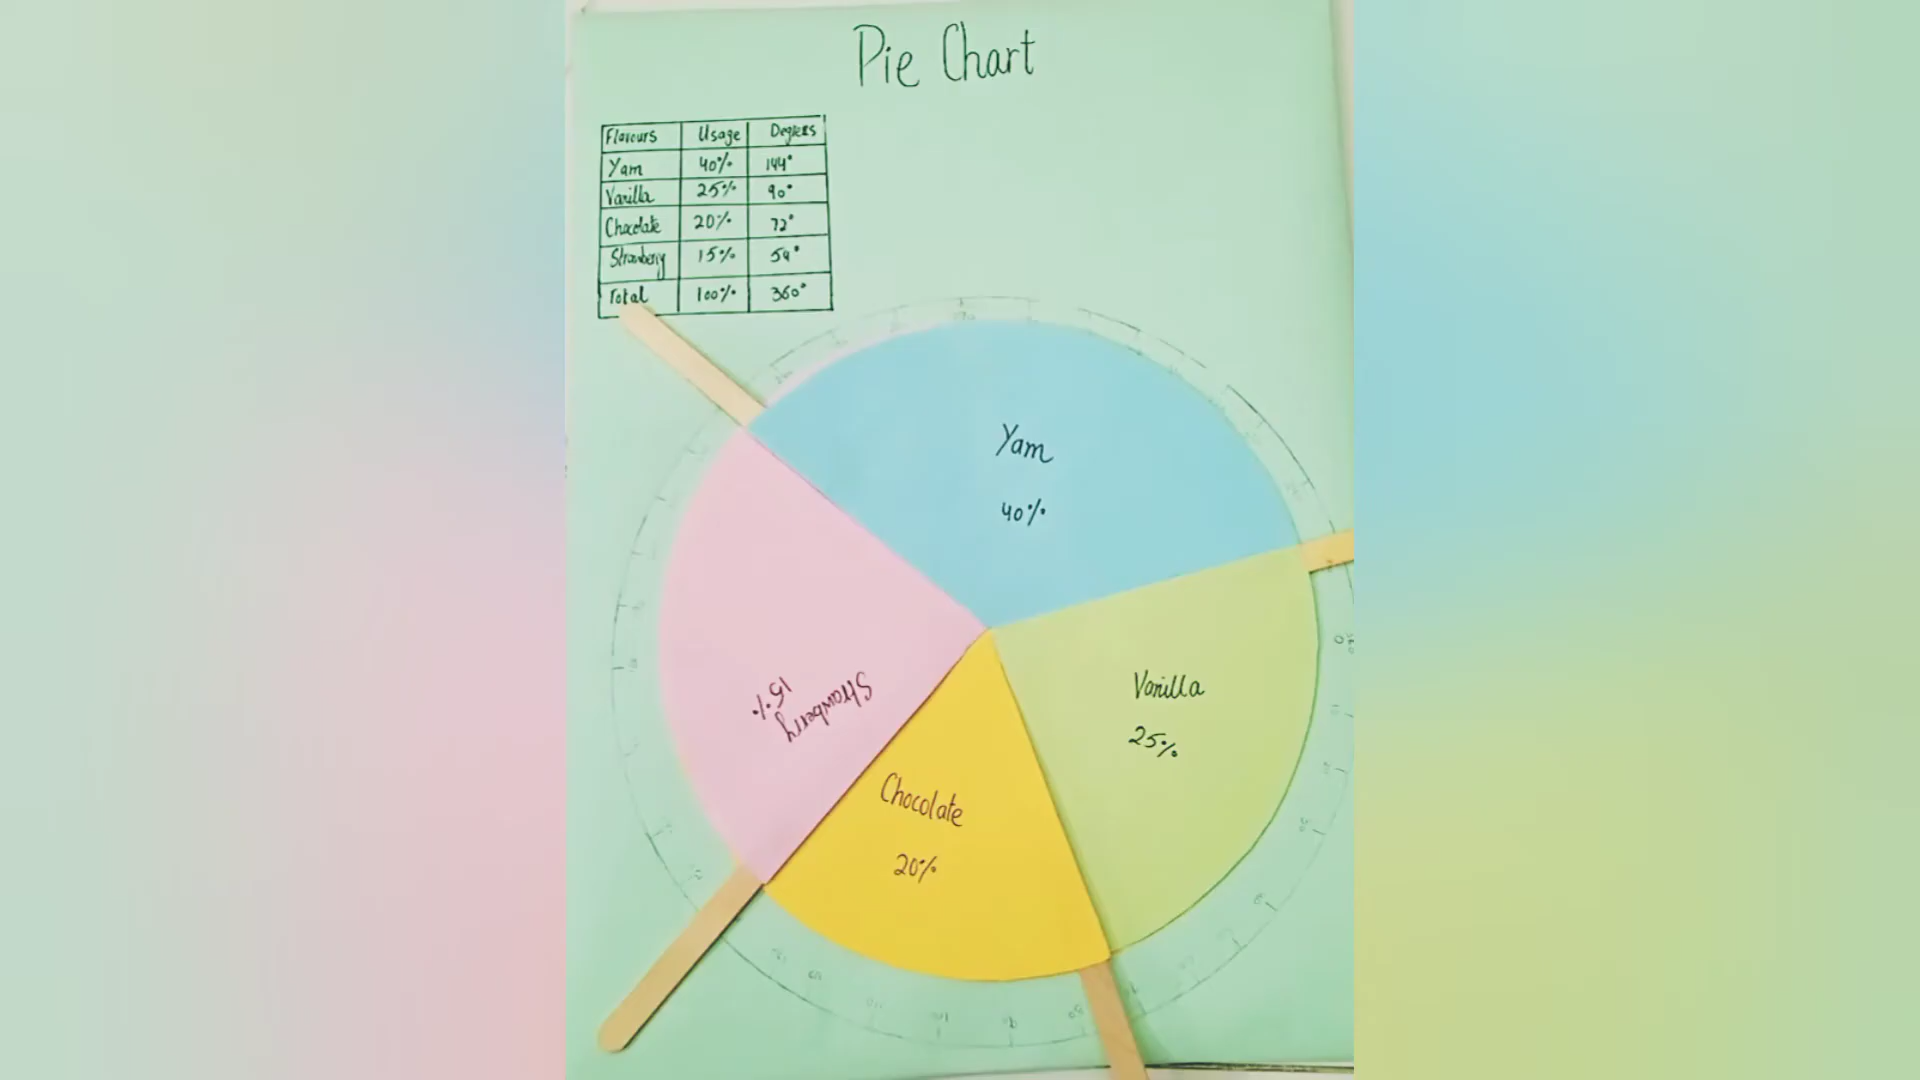 Pie Chart
Flavours Usage Degrees
Yam 40% 144°
Vanilla 25% 90°
Chocolate 20% 72°
Strawberry 15% 54°
Total 100% 360°
Yam
40%
Vanilla
25%
Strawberry
15%
Chocolate
20%